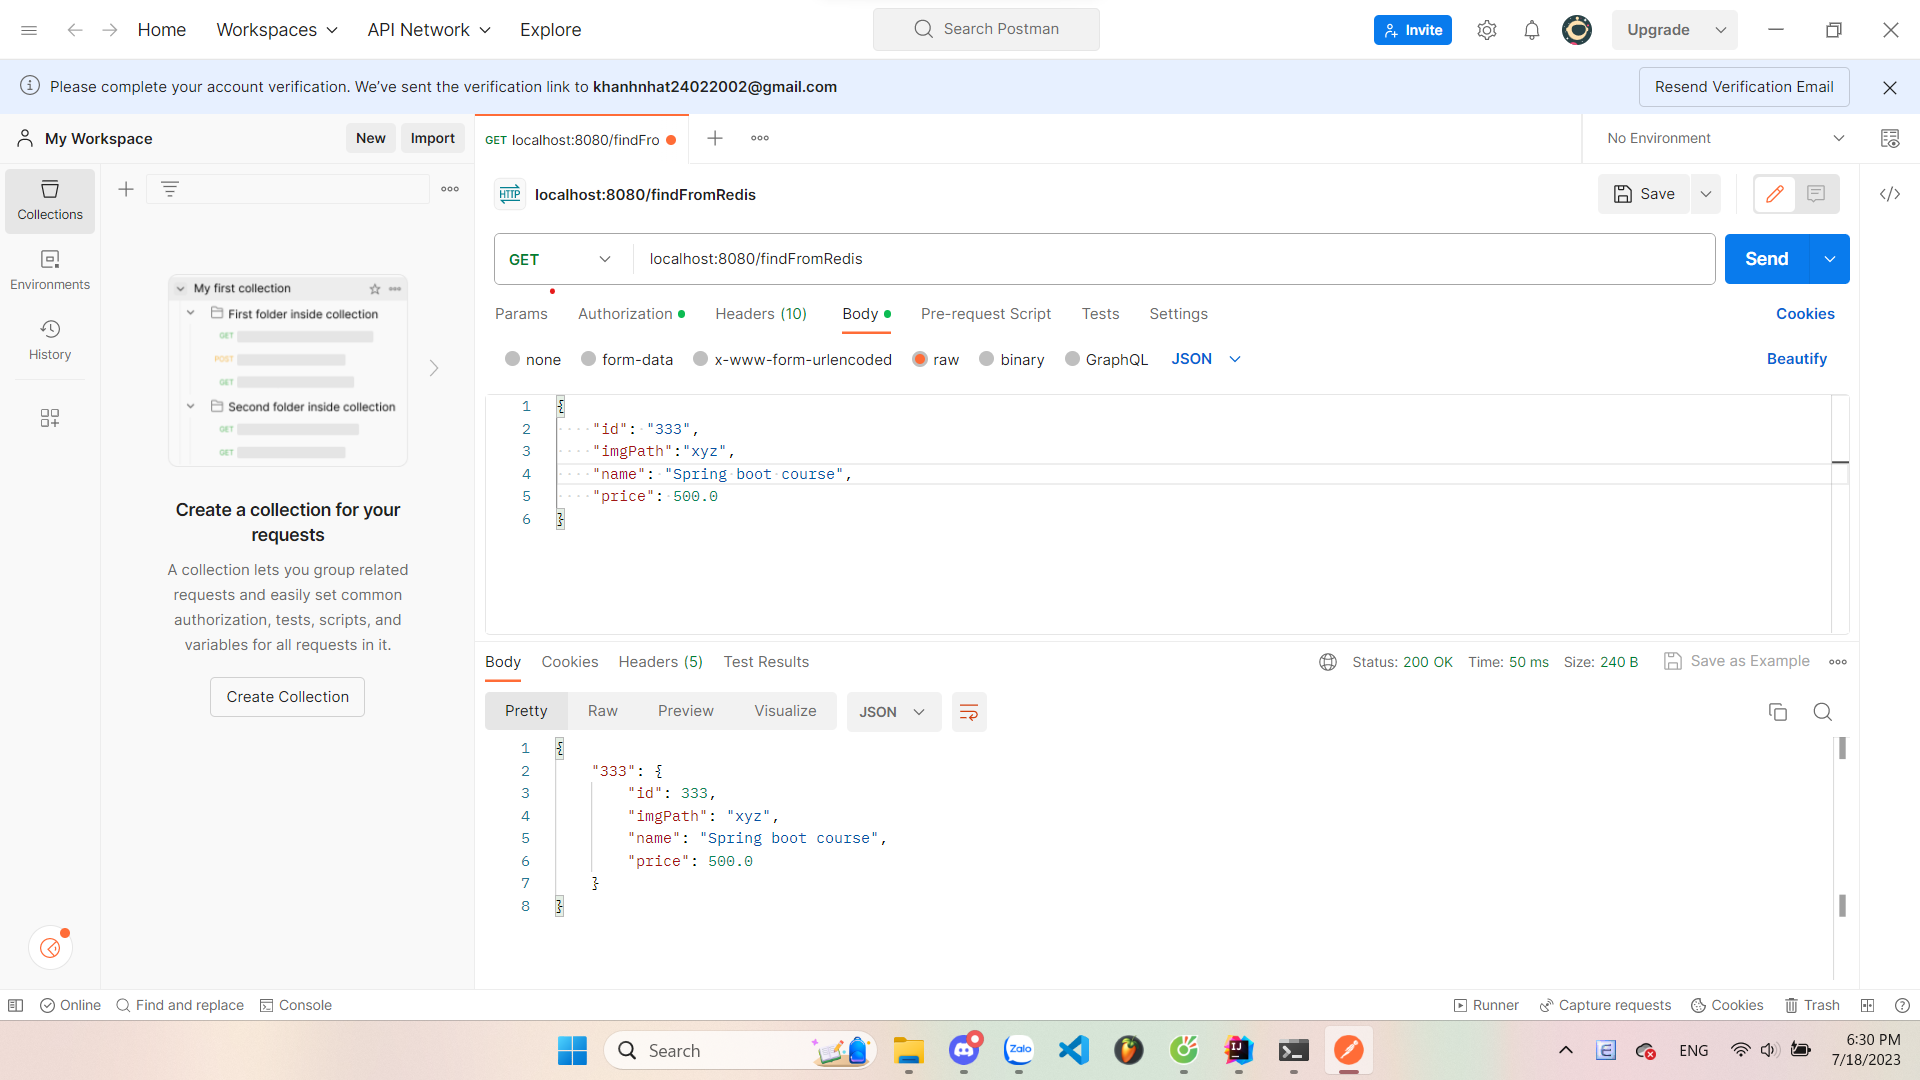 Home Workspaces API Network Explore Search Postman Invite Upgrade
Please complete your account verification. We've sent the verification link to khanhnhat24022002@gmail.com Resend Verification Email
My Workspace New Import GET localhost:8080/findFro No Environment
HTTP localhost:8080/findFromRedis Save
Collections
Environments
History
My first collection
First folder inside collection
GET
POST
GET
Second folder inside collection
GET
GET
Create a collection for your
requests
A collection lets you group related
requests and easily set common
authorization, tests, scripts, and
variables for all requests in it.
Create Collection
GET localhost:8080/findFromRedis Send
Params Authorization Headers (10) Body Pre-request Script Tests Settings Cookies
none form-data x-www-form-urlencoded raw binary GraphQL JSON Beautify
1 {
2 "id": "333",
3 "imgPath":"xyz",
4 "name": "Spring boot course",
5 "price": 500.0
6 }
Body Cookies Headers (5) Test Results Status: 200 OK Time: 50 ms Size: 240 B Save as Example
Pretty Raw Preview Visualize JSON
1 {
2 "333": {
3 "id": 333,
4 "imgPath": "xyz",
5 "name": "Spring boot course",
6 "price": 500.0
7 }
8 }
Online Find and replace Console Runner Capture requests Cookies Trash
Search Zalo IJ ENG 6:30 PM
7/18/2023